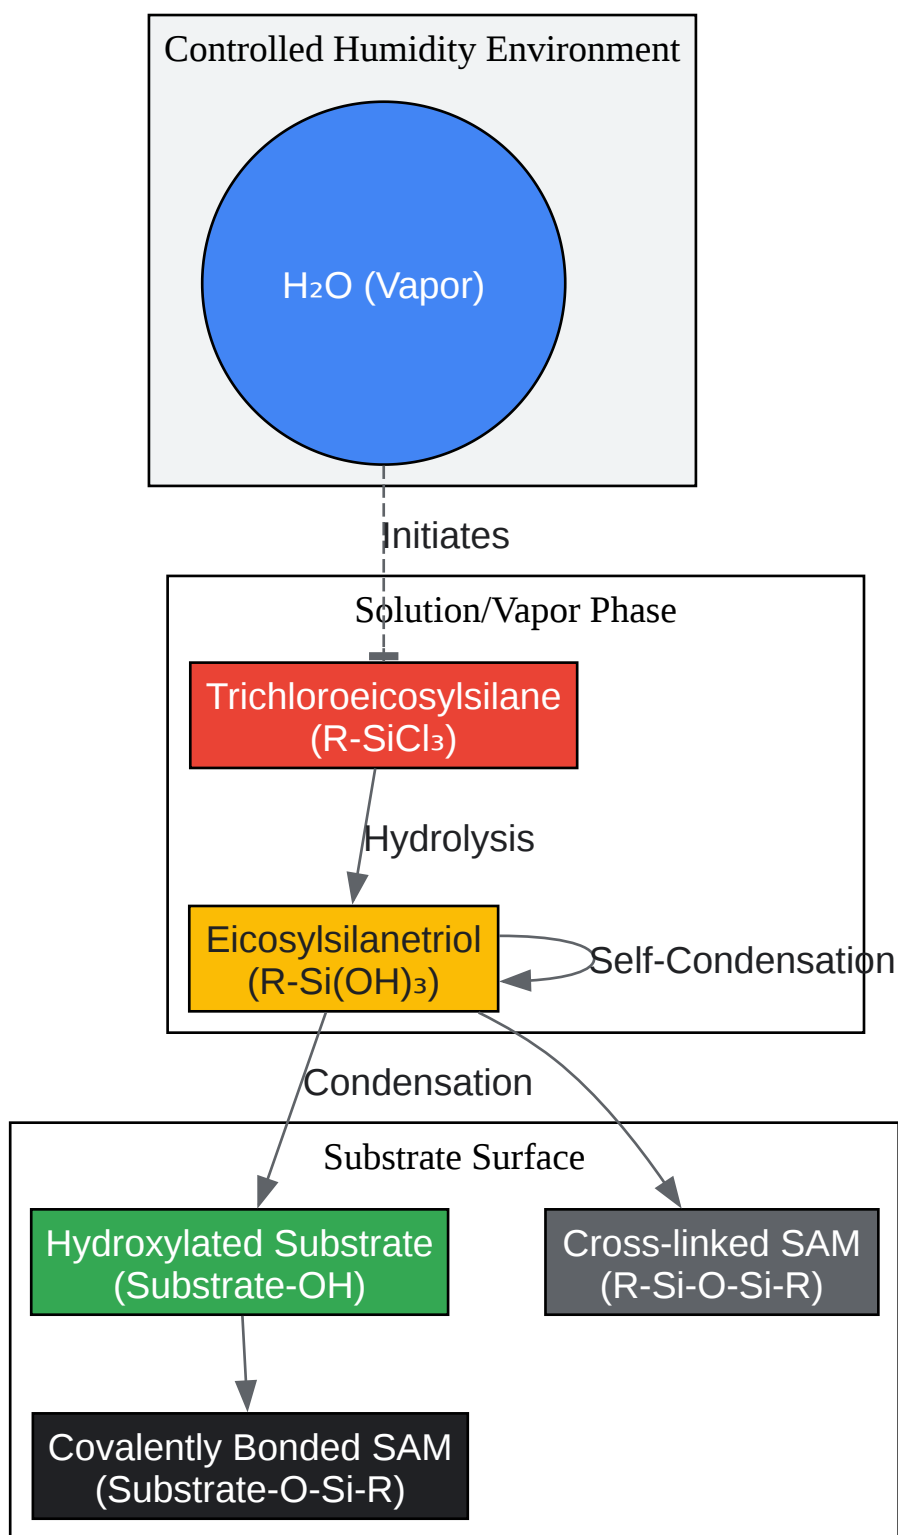 Controlled Humidity Environment
H₂O (Vapor)
Initiates
Solution/Vapor Phase
Trichloroeicosylsilane
(R-SiCl₃)
Hydrolysis
Eicosylsilanetriol
(R-Si(OH)₃)
Self-Condensation
Condensation
Substrate Surface
Hydroxylated Substrate
(Substrate-OH)
Cross-linked SAM
(R-Si-O-Si-R)
Covalently Bonded SAM
(Substrate-O-Si-R)